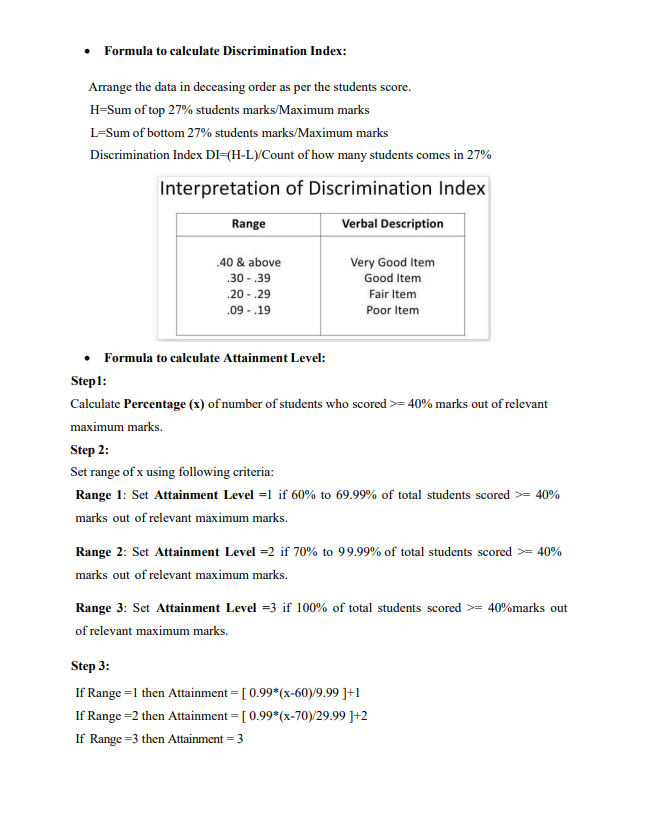 • Formula to calculate Discrimination Index:
Arrange the data in deceasing order as per the students score.
H=Sum of top 27% students marks/Maximum marks
L=Sum of bottom 27% students marks/Maximum marks
Discrimination Index DI=(H-L)/Count of how many students comes in 27%
Interpretation of Discrimination Index
Range Verbal Description
.40 & above Very Good Item
.30 - .39 Good Item
.20 - .29 Fair Item
.09 - .19 Poor Item
• Formula to calculate Attainment Level:
Step1:
Calculate Percentage (x) of number of students who scored >= 40% marks out of relevant
maximum marks.
Step 2:
Set range of x using following criteria:
Range 1: Set Attainment Level =1 if 60% to 69.99% of total students scored >= 40%
marks out of relevant maximum marks.
Range 2: Set Attainment Level =2 if 70% to 99.99% of total students scored >= 40%
marks out of relevant maximum marks.
Range 3: Set Attainment Level =3 if 100% of total students scored >= 40%marks out
of relevant maximum marks.
Step 3:
If Range =1 then Attainment = [ 0.99*(x-60)/9.99 ]+1
If Range =2 then Attainment = [ 0.99*(x-70)/29.99 ]+2
If Range =3 then Attainment = 3